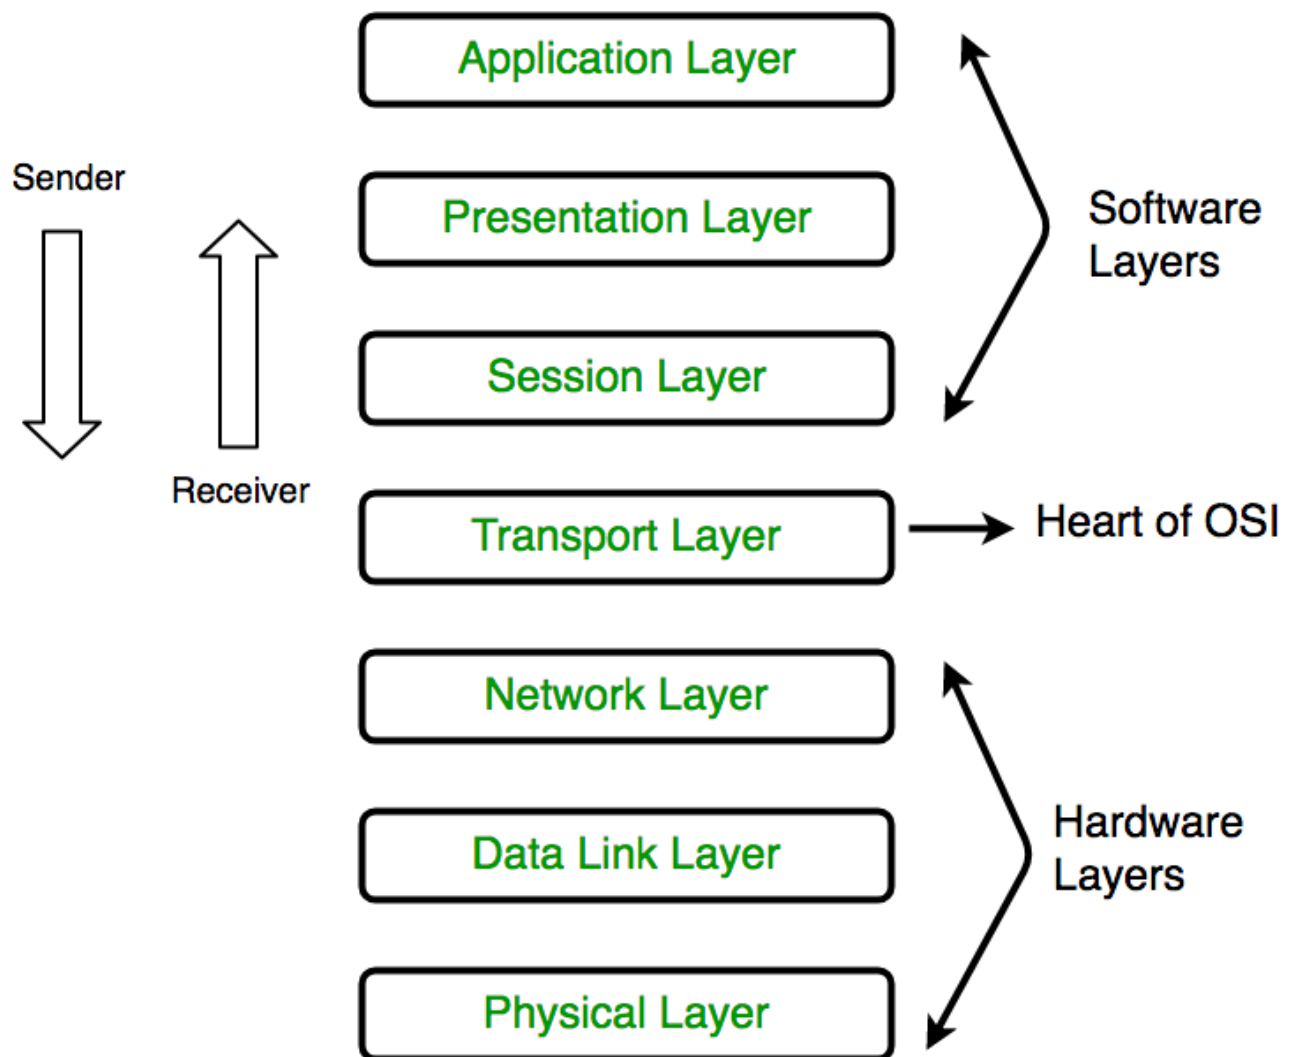 Application Layer
Sender
Presentation Layer
Software
Layers
Session Layer
Receiver
Transport Layer
Heart of OSI
Network Layer
Data Link Layer
Hardware
Layers
Physical Layer